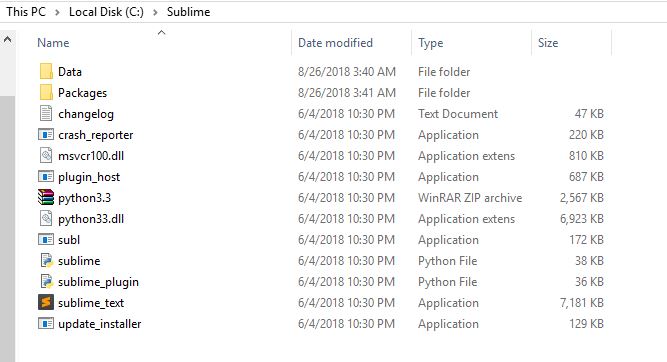 This PC > Local Disk (C:) > Sublime
Name Date modified Type Size
Data 8/26/2018 3:40 AM File folder
Packages 8/26/2018 3:41 AM File folder
changelog 6/4/2018 10:30 PM Text Document 47 KB
crash_reporter 6/4/2018 10:30 PM Application 220 KB
msvcr100.dll 6/4/2018 10:30 PM Application extens 810 KB
plugin_host 6/4/2018 10:30 PM Application 687 KB
python3.3 6/4/2018 10:30 PM WinRAR ZIP archive 2,567 KB
python33.dll 6/4/2018 10:30 PM Application extens 6,923 KB
subl 6/4/2018 10:30 PM Application 172 KB
sublime 6/4/2018 10:30 PM Python File 38 KB
sublime_plugin 6/4/2018 10:30 PM Python File 36 KB
sublime_text 6/4/2018 10:30 PM Application 7,181 KB
update_installer 6/4/2018 10:30 PM Application 129 KB